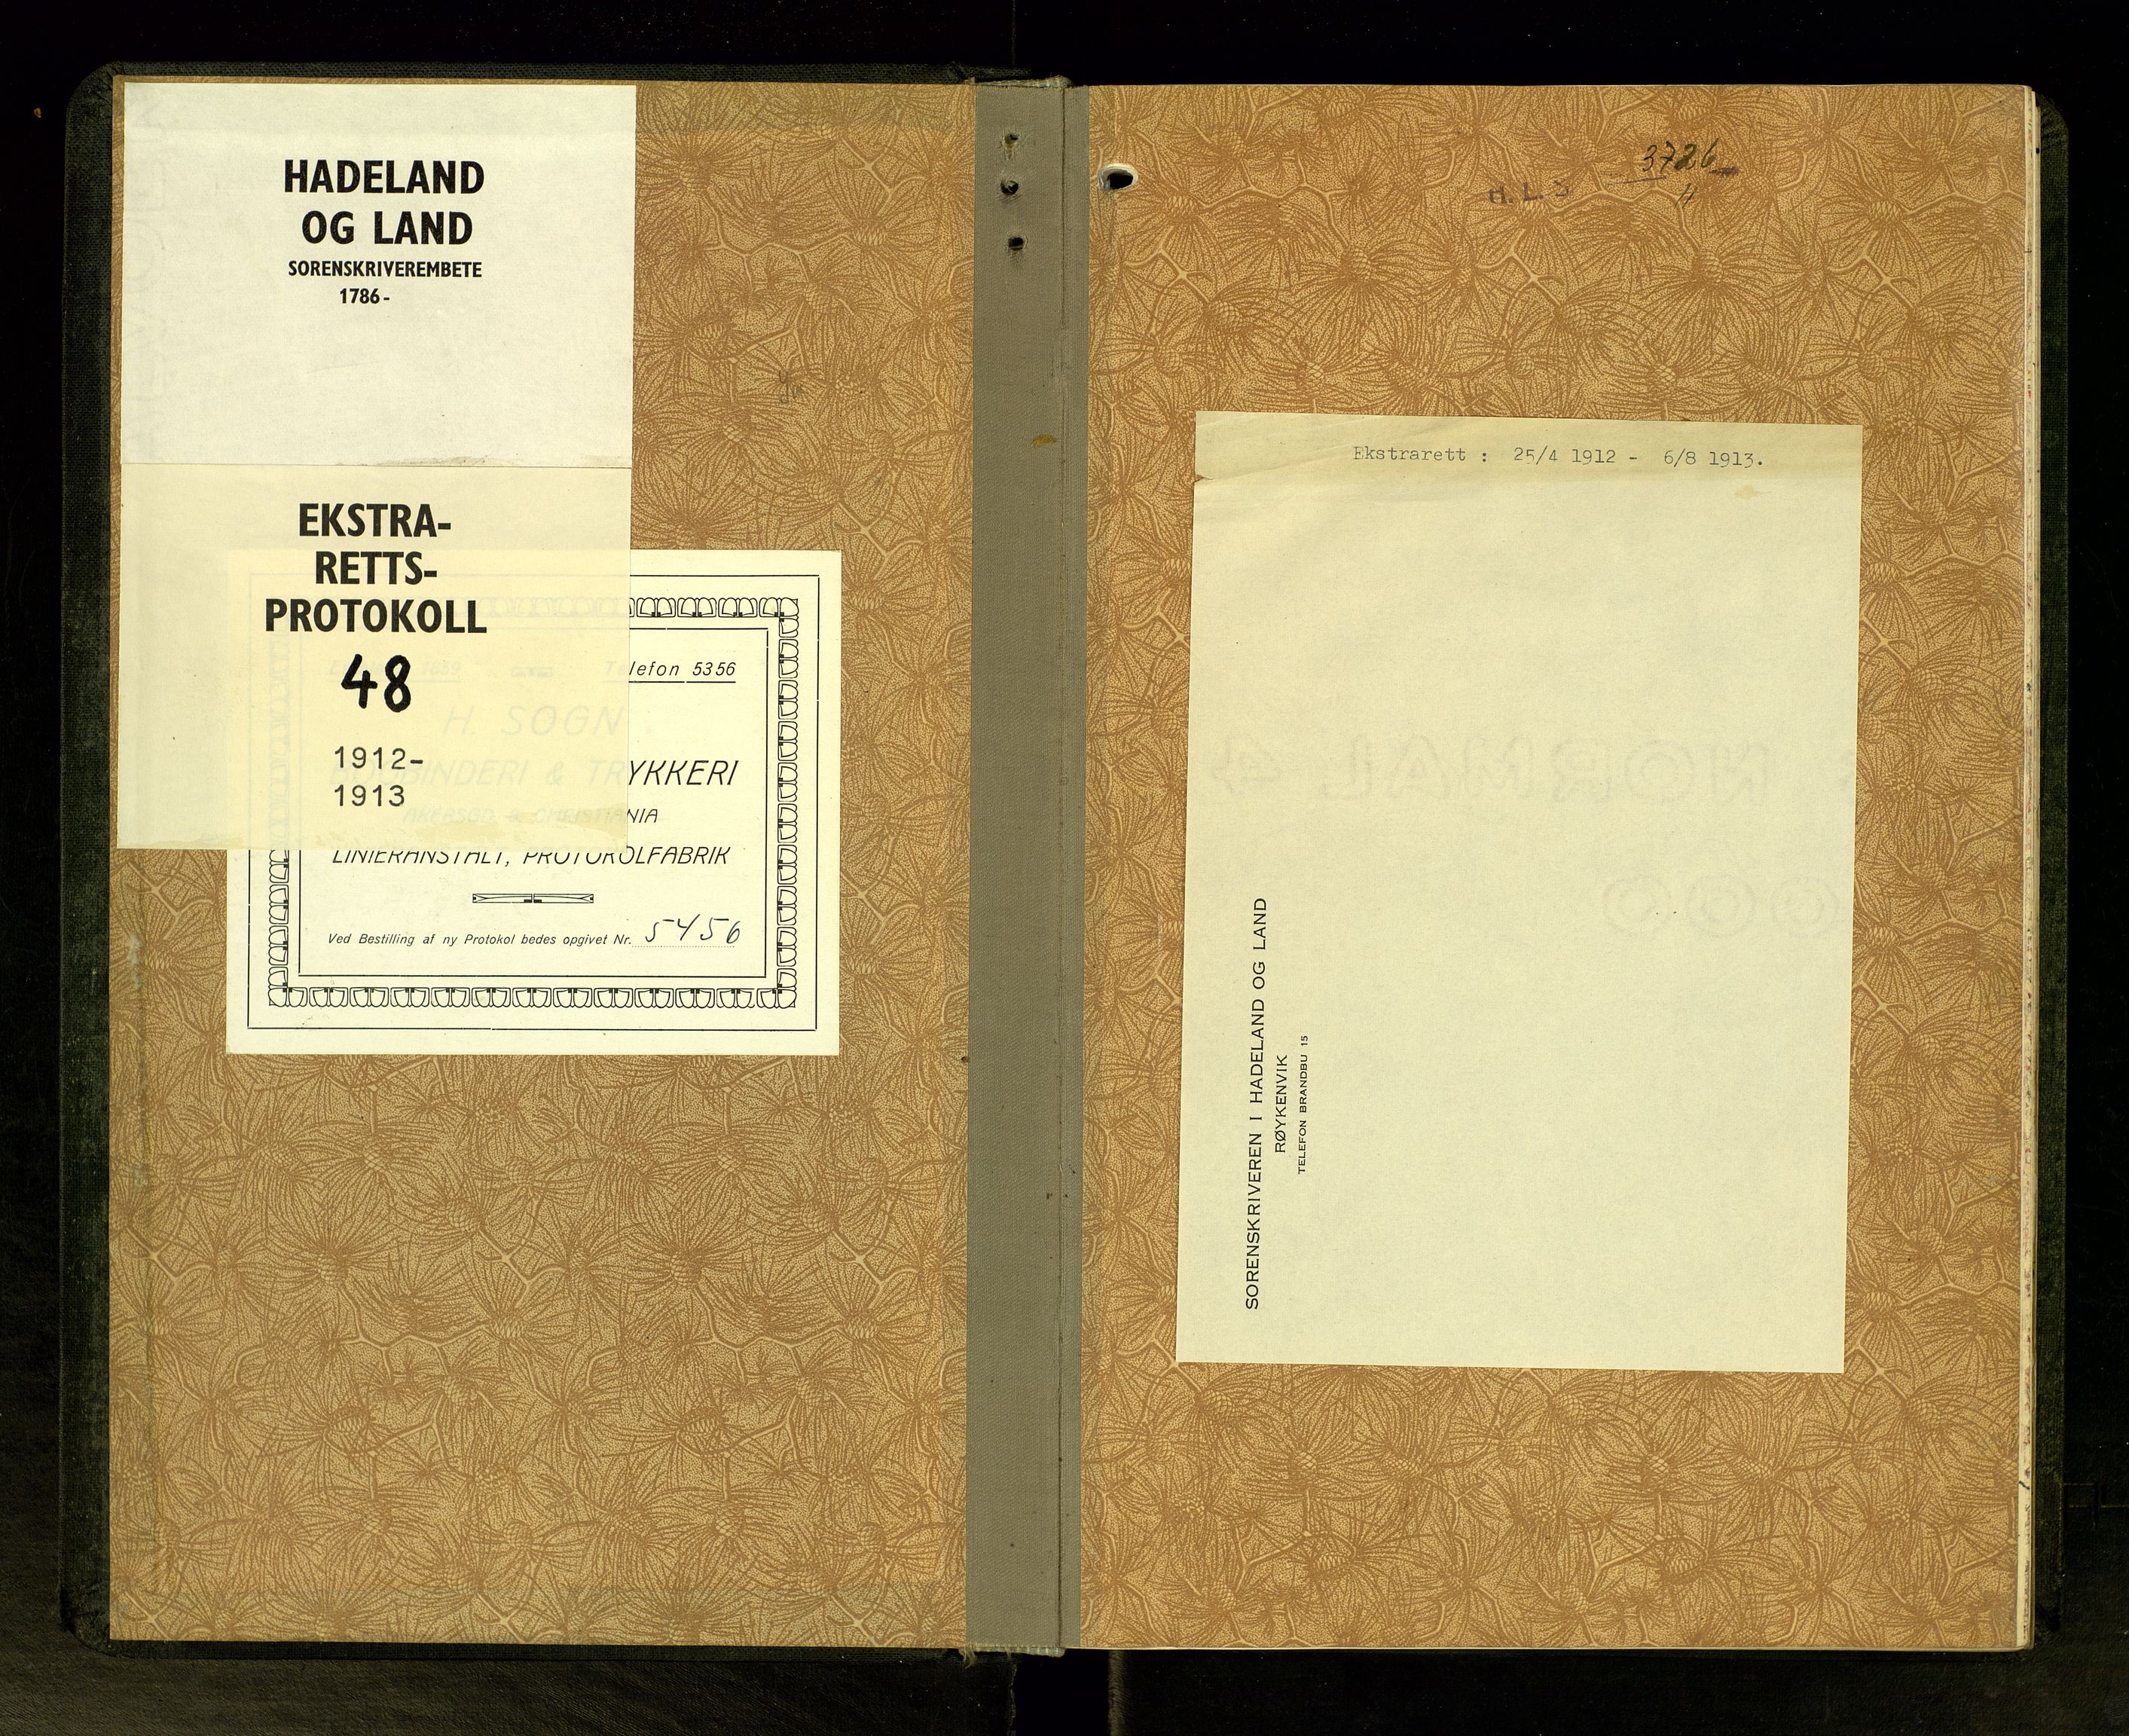 HADELAND
OG LAND
SORENSKRIVEREMBETE
1786-
EKSTRA-
RETTS-
PROTOKOLL
48
1912-
1913
Telefon 5356
H. SOGN
BOGBINDERI & TRYKKERI
AKERSGD. & CHRISTIANIA
LINIERANSTALT, PROTOKOLFABRIK
Ved Bestilling af ny Protokol bedes opgivet Nr. 5456
H. L. S 3726
Ekstrarett : 25/4 1912 - 6/8 1913.
NORMAL 4
SORENSKRIVEREN I HADELAND OG LAND
RØYKENVIK
TELEFON BRANDBU 15